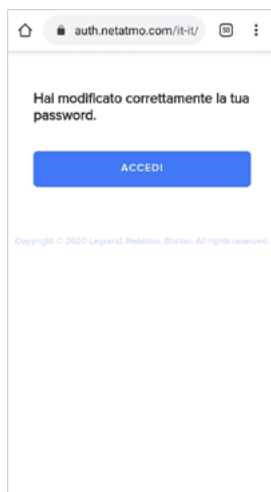 auth.netatmo.com/it-it/
50
Hai modificato correttamente la tua
password.
ACCEDI
Copyright © 2020 Legrand, Netatmo, Bticino. All rights reserved.